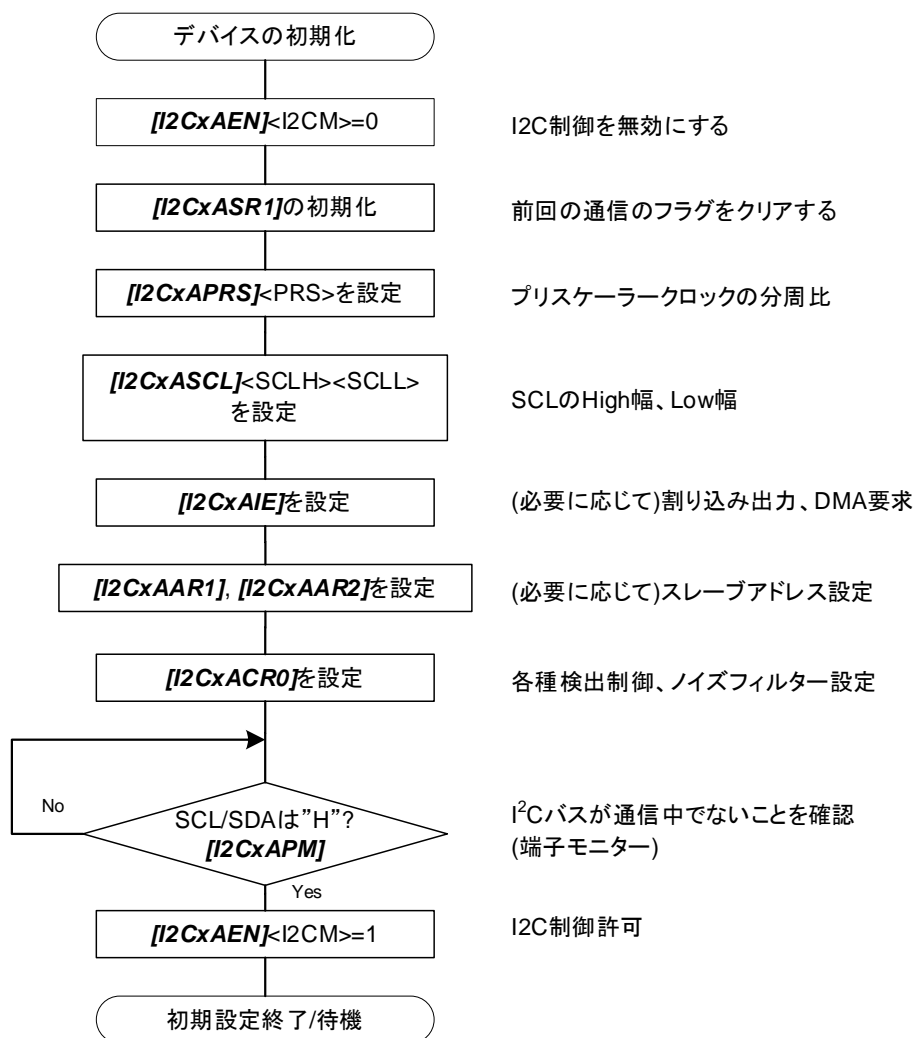 デバイスの初期化
[I2CxAEN]<I2CM>=0
I2C制御を無効にする
[I2CxASR1]の初期化
前回の通信のフラグをクリアする
[I2CxAPRS]<PRS>を設定
プリスケーラークロックの分周比
[I2CxASCL]<SCLH><SCLL>
を設定
SCLのHigh幅、Low幅
[I2CxAIE]を設定
(必要に応じて)割り込み出力、DMA要求
[I2CxAAR1], [I2CxAAR2]を設定
(必要に応じて)スレーブアドレス設定
[I2CxACR0]を設定
各種検出制御、ノイズフィルター設定
No
SCL/SDAは”H”?
[I2CxAPM]
I²Cバスが通信中でないことを確認
(端子モニター)
Yes
[I2CxAEN]<I2CM>=1
I2C制御許可
初期設定終了/待機